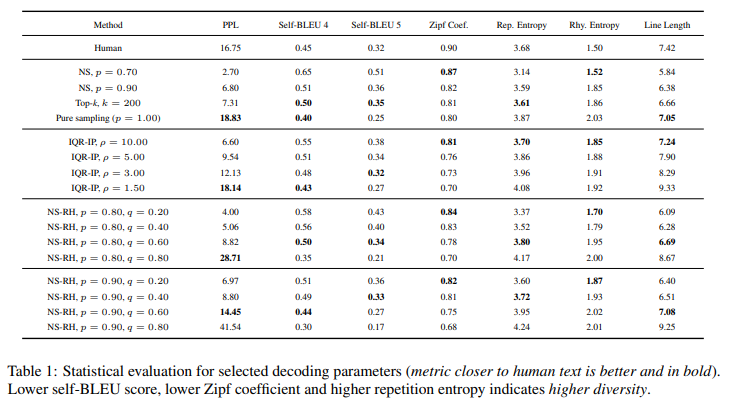 Method PPL Self-BLEU 4 Self-BLEU 5 Zipf Coef. Rep. Entropy Rhy. Entropy Line Length
Human 16.75 0.45 0.32 0.90 3.68 1.50 7.42
NS, p = 0.70 2.70 0.65 0.51 0.87 3.14 1.52 5.84
NS, p = 0.90 6.80 0.51 0.36 0.82 3.59 1.85 6.38
Top-k, k = 200 7.31 0.50 0.35 0.81 3.61 1.86 6.66
Pure sampling (p = 1.00) 18.83 0.40 0.25 0.80 3.87 2.03 7.05
IQR-IP, ρ = 10.00 6.60 0.55 0.38 0.81 3.70 1.85 7.24
IQR-IP, ρ = 5.00 9.54 0.51 0.34 0.76 3.86 1.88 7.90
IQR-IP, ρ = 3.00 12.13 0.48 0.32 0.73 3.96 1.91 8.29
IQR-IP, ρ = 1.50 18.14 0.43 0.27 0.70 4.08 1.92 9.33
NS-RH, p = 0.80, q = 0.20 4.00 0.58 0.43 0.84 3.37 1.70 6.09
NS-RH, p = 0.80, q = 0.40 5.06 0.56 0.40 0.83 3.52 1.79 6.28
NS-RH, p = 0.80, q = 0.60 8.82 0.50 0.34 0.78 3.80 1.95 6.69
NS-RH, p = 0.80, q = 0.80 28.71 0.35 0.21 0.70 4.17 2.00 8.67
NS-RH, p = 0.90, q = 0.20 6.97 0.51 0.36 0.82 3.60 1.87 6.40
NS-RH, p = 0.90, q = 0.40 8.80 0.49 0.33 0.81 3.72 1.93 6.51
NS-RH, p = 0.90, q = 0.60 14.45 0.44 0.27 0.75 3.95 2.02 7.08
NS-RH, p = 0.90, q = 0.80 41.54 0.30 0.17 0.68 4.24 2.01 9.25
Table 1: Statistical evaluation for selected decoding parameters (metric closer to human text is better and in bold).
Lower self-BLEU score, lower Zipf coefficient and higher repetition entropy indicates higher diversity.